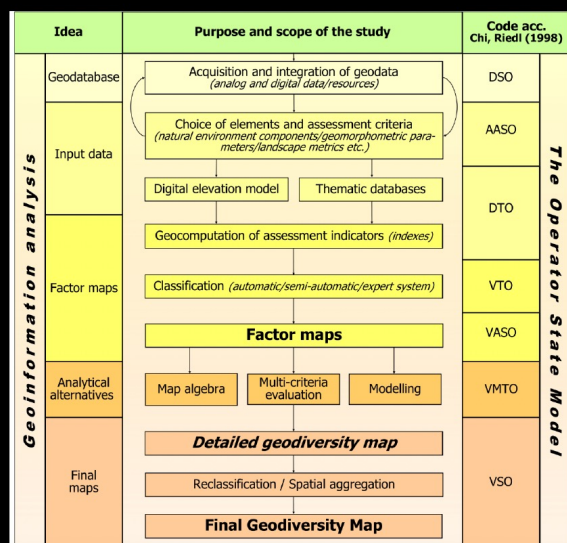 Idea
Purpose and scope of the study
Code acc.
Chi, Riedl (1998)
Geoinformation analysis
Geodatabase
Input data
Factor maps
Analytical
alternatives
Final
maps
Acquisition and integration of geodata
(analog and digital data/resources)
Choice of elements and assessment criteria
(natural environment components/geomorphometric para-
meters/landscape metrics etc.)
Digital elevation model
Thematic databases
Geocomputation of assessment indicators (indexes)
Classification (automatic/semi-automatic/expert system)
Factor maps
Map algebra
Multi-criteria
evaluation
Modelling
Detailed geodiversity map
Reclassification / Spatial aggregation
Final Geodiversity Map
DSO
AASO
DTO
VTO
VASO
VMTO
VSO
The Operator State Model